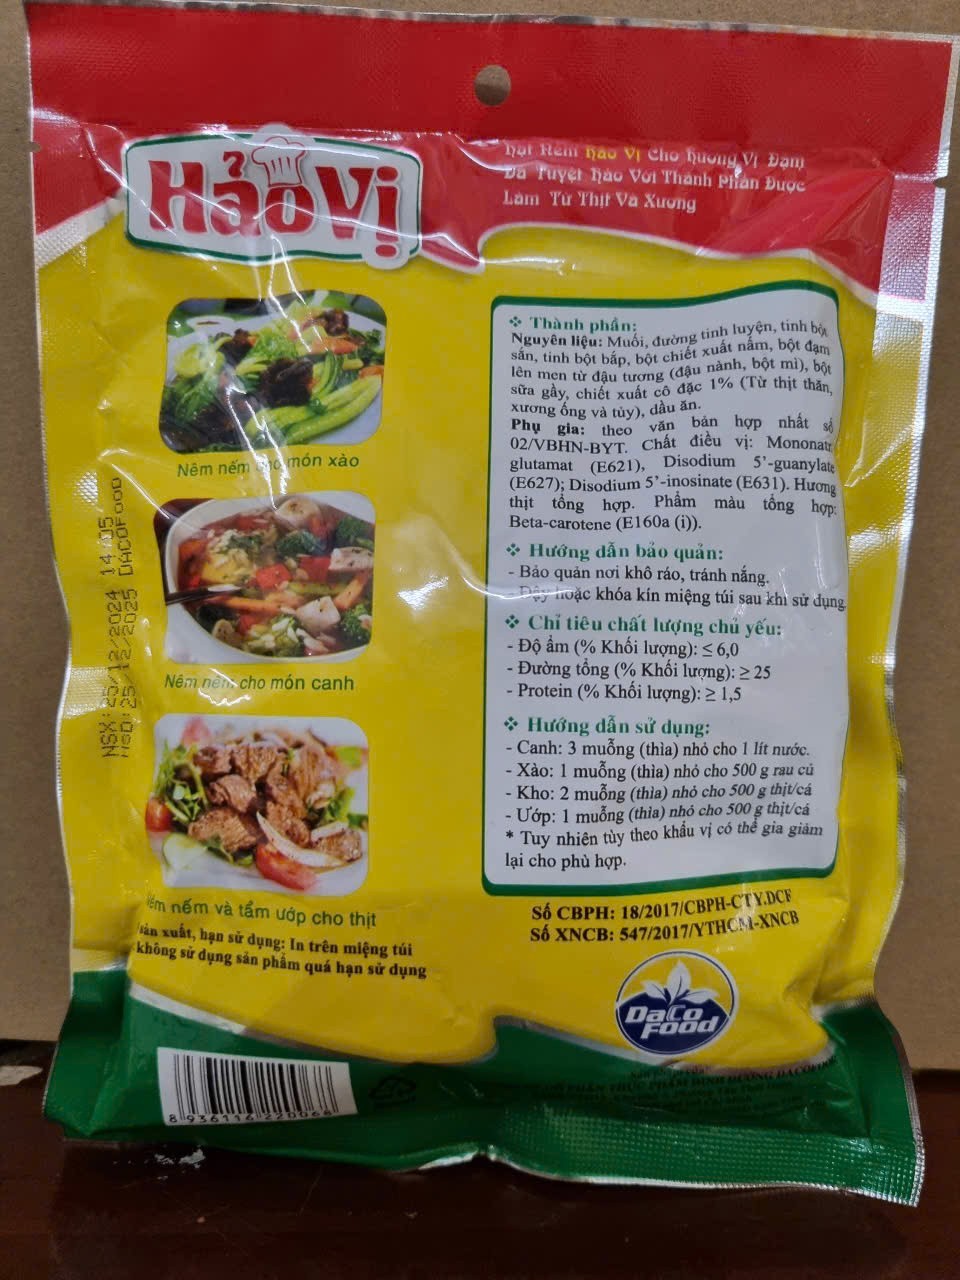 Hảo Vị
Hạt Nêm Hảo Vị Cho Hương Vị Đậm
Đà Tuyệt Hảo Với Thành Phần Được
Làm Từ Thịt Và Xương
❖ Thành phần:
Nguyên liệu: Muối, đường tinh luyện, tinh bột
sắn, tinh bột bắp, bột chiết xuất nấm, bột đạm
lên men từ đậu tương (đậu nành, bột mì), bột
sữa gầy, chiết xuất cô đặc 1% (Từ thịt thăn,
xương ống và tủy), dầu ăn.
Phụ gia: theo văn bản hợp nhất số
02/VBHN-BYT. Chất điều vị: Mononatri
glutamat (E621), Disodium 5'-guanylate
(E627); Disodium 5'-inosinate (E631). Hương
thịt tổng hợp. Phẩm màu tổng hợp:
Beta-carotene (E160a (i)).
❖ Hướng dẫn bảo quản:
- Bảo quản nơi khô ráo, tránh nắng.
- Đậy hoặc khóa kín miệng túi sau khi sử dụng
❖ Chỉ tiêu chất lượng chủ yếu:
- Độ ẩm (% Khối lượng): ≤ 6,0
- Đường tổng (% Khối lượng): ≥ 25
- Protein (% Khối lượng): ≥ 1,5
❖ Hướng dẫn sử dụng:
- Canh: 3 muỗng (thìa) nhỏ cho 1 lít nước.
- Xào: 1 muỗng (thìa) nhỏ cho 500 g rau củ
- Kho: 2 muỗng (thìa) nhỏ cho 500 g thịt/cá
- Ướp: 1 muỗng (thìa) nhỏ cho 500 g thịt/cá
* Tuy nhiên tùy theo khẩu vị có thể gia giảm
lại cho phù hợp.
Số CBPH: 18/2017/CBPH-CTY.DCF
Số XNCB: 547/2017/YTHCM-XNCB
DaCo
Food
Sản phẩm của
PHẦN THỰC PHẨM DINH DƯỠNG DACOFOOD
Nêm nếm cho món xào
Nêm nếm cho món canh
Nêm nếm và tẩm ướp cho thịt
sản xuất, hạn sử dụng: In trên miệng túi
không sử dụng sản phẩm quá hạn sử dụng
NSX: 25/12/2024 14:05
HSD: 25/12/2025 DACOFOOD
8 936116 220066